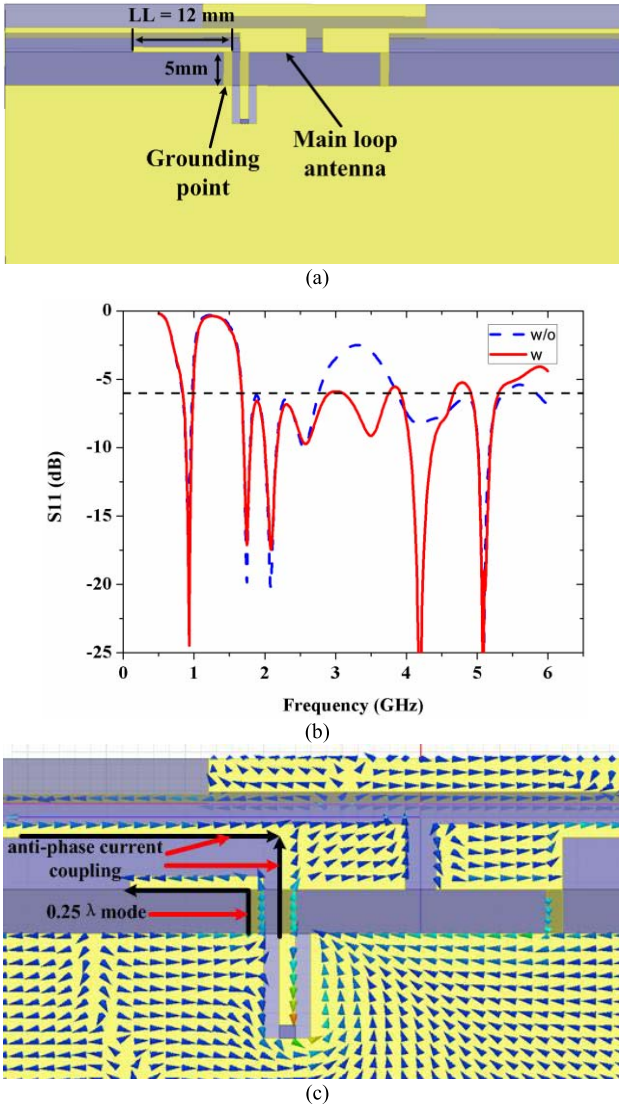 LL = 12 mm
5mm
Grounding
point
Main loop
antenna
(a)
0
-5
-10
-15
-20
-25
S11 (dB)
w/o
w
0 1 2 3 4 5 6
Frequency (GHz)
(b)
anti-phase current
coupling
0.25 λ mode
(c)